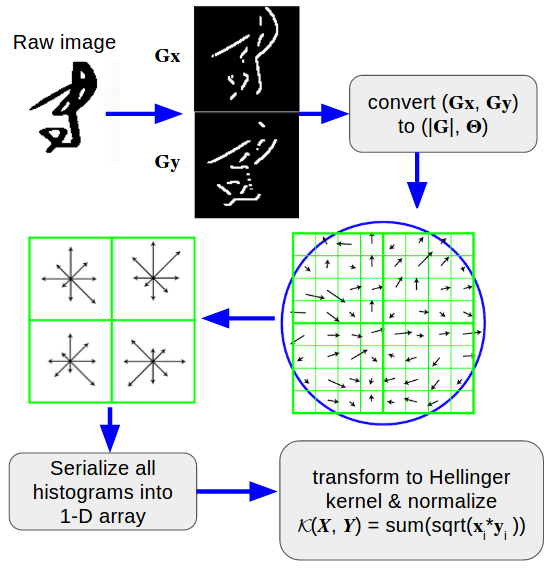 Raw image
Gx
Gy
convert (Gx, Gy)
to (|G|, Θ)
Serialize all
histograms into
1-D array
transform to Hellinger
kernel & normalize
K(X, Y) = sum(sqrt(xi*yi ))